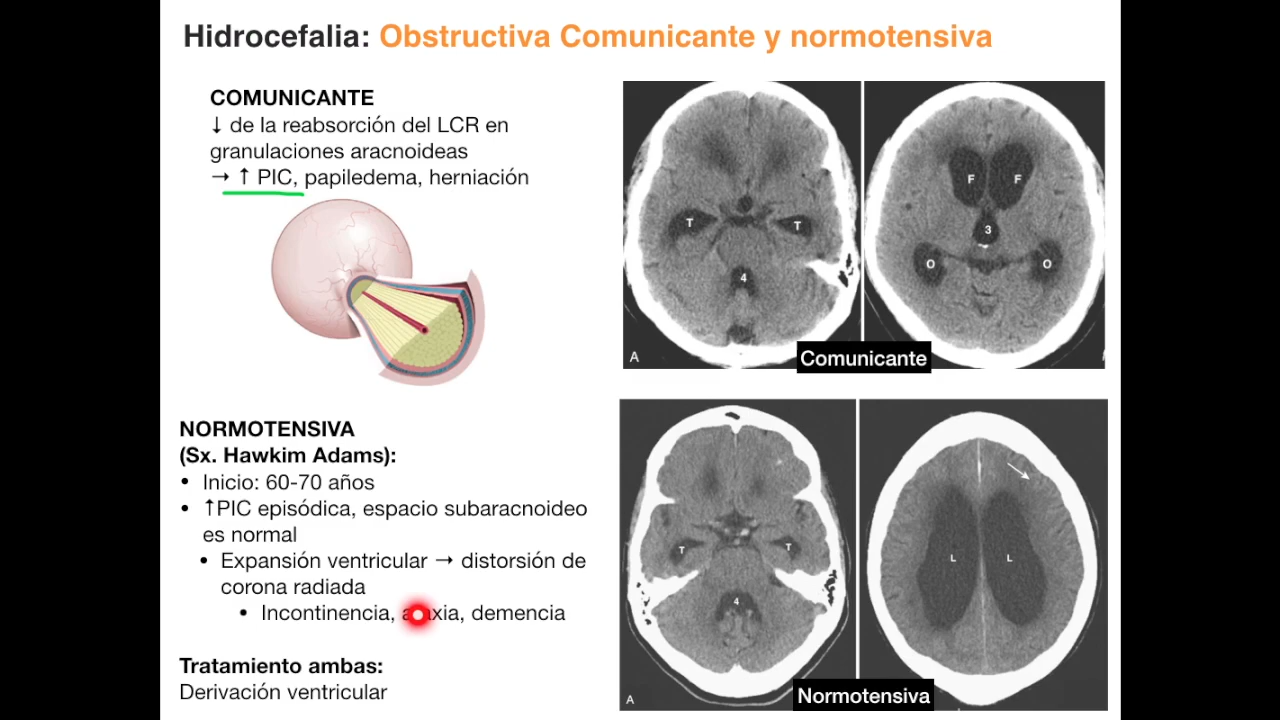 Hidrocefalia: Obstructiva Comunicante y normotensiva
COMUNICANTE
↓ de la reabsorción del LCR en
granulaciones aracnoideas
→ ↑ PIC, papiledema, herniación
NORMOTENSIVA
(Sx. Hawkim Adams):
• Inicio: 60-70 años
• ↑PIC episódica, espacio subaracnoideo
es normal
• Expansión ventricular → distorsión de
corona radiada
• Incontinencia, ataxia, demencia
Tratamiento ambas:
Derivación ventricular
T T
4
A
F F
3
O O
Comunicante
T T
4
A
L L
Normotensiva